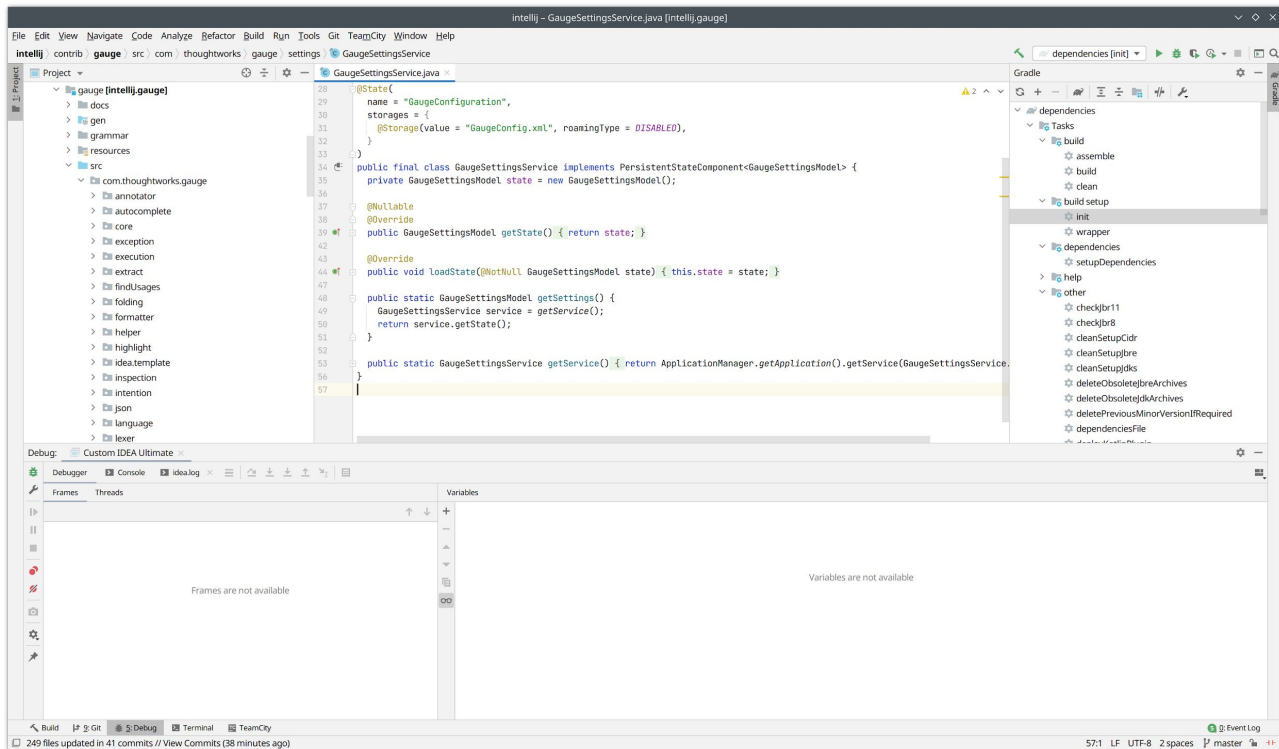 intellij – GaugeSettingsService.java [intellij.gauge]
File Edit View Navigate Code Analyze Refactor Build Run Tools Git TeamCity Window Help
intellij contrib gauge src com thoughtworks gauge settings GaugeSettingsService
dependencies [init]
1: Project
Project
gauge [intellij.gauge]
docs
gen
grammar
resources
src
com.thoughtworks.gauge
annotator
autocomplete
core
exception
execution
extract
findUsages
folding
formatter
helper
highlight
idea.template
inspection
intention
json
language
lexer
GaugeSettingsService.java
2
28 @State(
29 name = "GaugeConfiguration",
30 storages = {
31 @Storage(value = "GaugeConfig.xml", roamingType = DISABLED),
32 }
33 )
34 public final class GaugeSettingsService implements PersistentStateComponent<GaugeSettingsModel> {
35 private GaugeSettingsModel state = new GaugeSettingsModel();
36
37 @Nullable
38 @Override
39 public GaugeSettingsModel getState() { return state; }
42
43 @Override
44 public void loadState(@NotNull GaugeSettingsModel state) { this.state = state; }
47
48 public static GaugeSettingsModel getSettings() {
49 GaugeSettingsService service = getService();
50 return service.getState();
51 }
52
53 public static GaugeSettingsService getService() { return ApplicationManager.getApplication().getService(GaugeSettingsService.
56 }
57
Gradle
Gradle
dependencies
Tasks
build
assemble
build
clean
build setup
init
wrapper
dependencies
setupDependencies
help
other
checkJbr11
checkJbr8
cleanSetupCidr
cleanSetupJbre
cleanSetupJdks
deleteObsoleteJbreArchives
deleteObsoleteJdkArchives
deletePreviousMinorVersionIfRequired
dependenciesFile
Debug: Custom IDEA Ultimate
Debugger Console idea.log
Frames Threads
Variables
Frames are not available
Variables are not available
Build 9: Git 5: Debug Terminal TeamCity
0: Event Log
249 files updated in 41 commits // View Commits (38 minutes ago)
57:1 LF UTF-8 2 spaces master